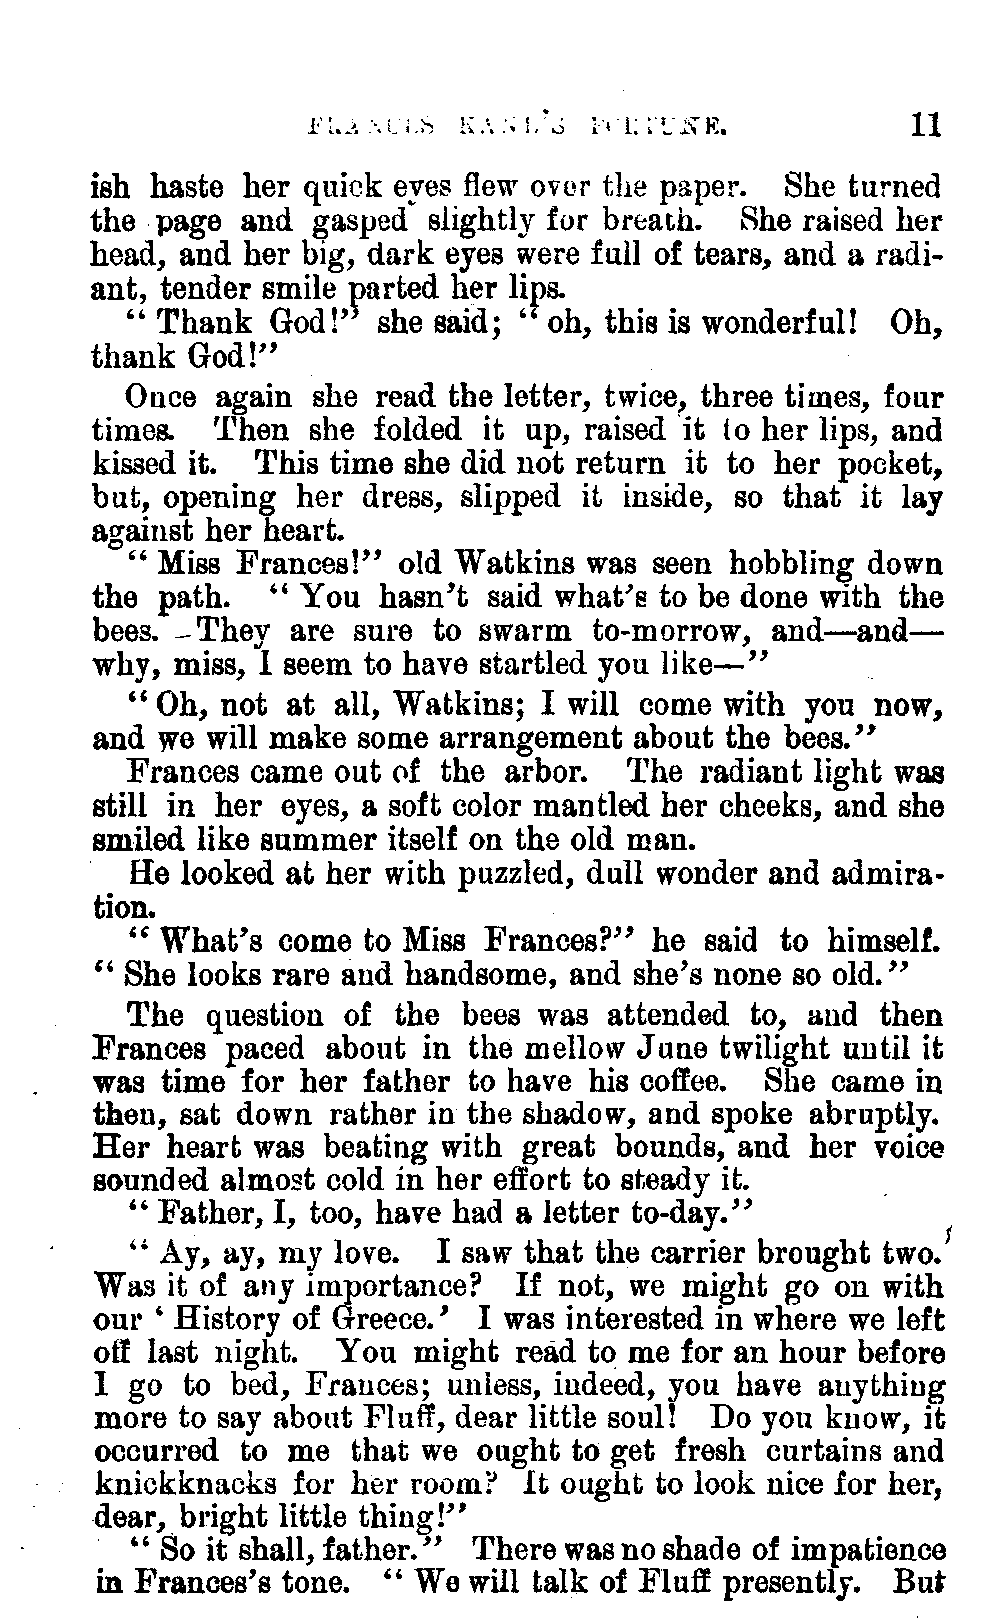 FRANCES KANE'S FORTUNE. 11
ish haste her quick eyes flew over the paper. She turned
the page and gasped slightly for breath. She raised her
head, and her big, dark eyes were full of tears, and a radi-
ant, tender smile parted her lips.
"Thank God!" she said; "oh, this is wonderful! Oh,
thank God!"
Once again she read the letter, twice, three times, four
times. Then she folded it up, raised it to her lips, and
kissed it. This time she did not return it to her pocket,
but, opening her dress, slipped it inside, so that it lay
against her heart.
"Miss Frances!" old Watkins was seen hobbling down
the path. "You hasn't said what's to be done with the
bees. They are sure to swarm to-morrow, and—and—
why, miss, I seem to have startled you like—"
"Oh, not at all, Watkins; I will come with you now,
and we will make some arrangement about the bees."
Frances came out of the arbor. The radiant light was
still in her eyes, a soft color mantled her cheeks, and she
smiled like summer itself on the old man.
He looked at her with puzzled, dull wonder and admira-
tion.
"What's come to Miss Frances?" he said to himself.
"She looks rare and handsome, and she's none so old."
The question of the bees was attended to, and then
Frances paced about in the mellow June twilight until it
was time for her father to have his coffee. She came in
then, sat down rather in the shadow, and spoke abruptly.
Her heart was beating with great bounds, and her voice
sounded almost cold in her effort to steady it.
"Father, I, too, have had a letter to-day."
"Ay, ay, my love. I saw that the carrier brought two.
Was it of any importance? If not, we might go on with
our 'History of Greece.' I was interested in where we left
off last night. You might read to me for an hour before
I go to bed, Frances; unless, indeed, you have anything
more to say about Fluff, dear little soul! Do you know, it
occurred to me that we ought to get fresh curtains and
knickknacks for her room? It ought to look nice for her,
dear, bright little thing!"
"So it shall, father." There was no shade of impatience
in Frances's tone. "We will talk of Fluff presently. But